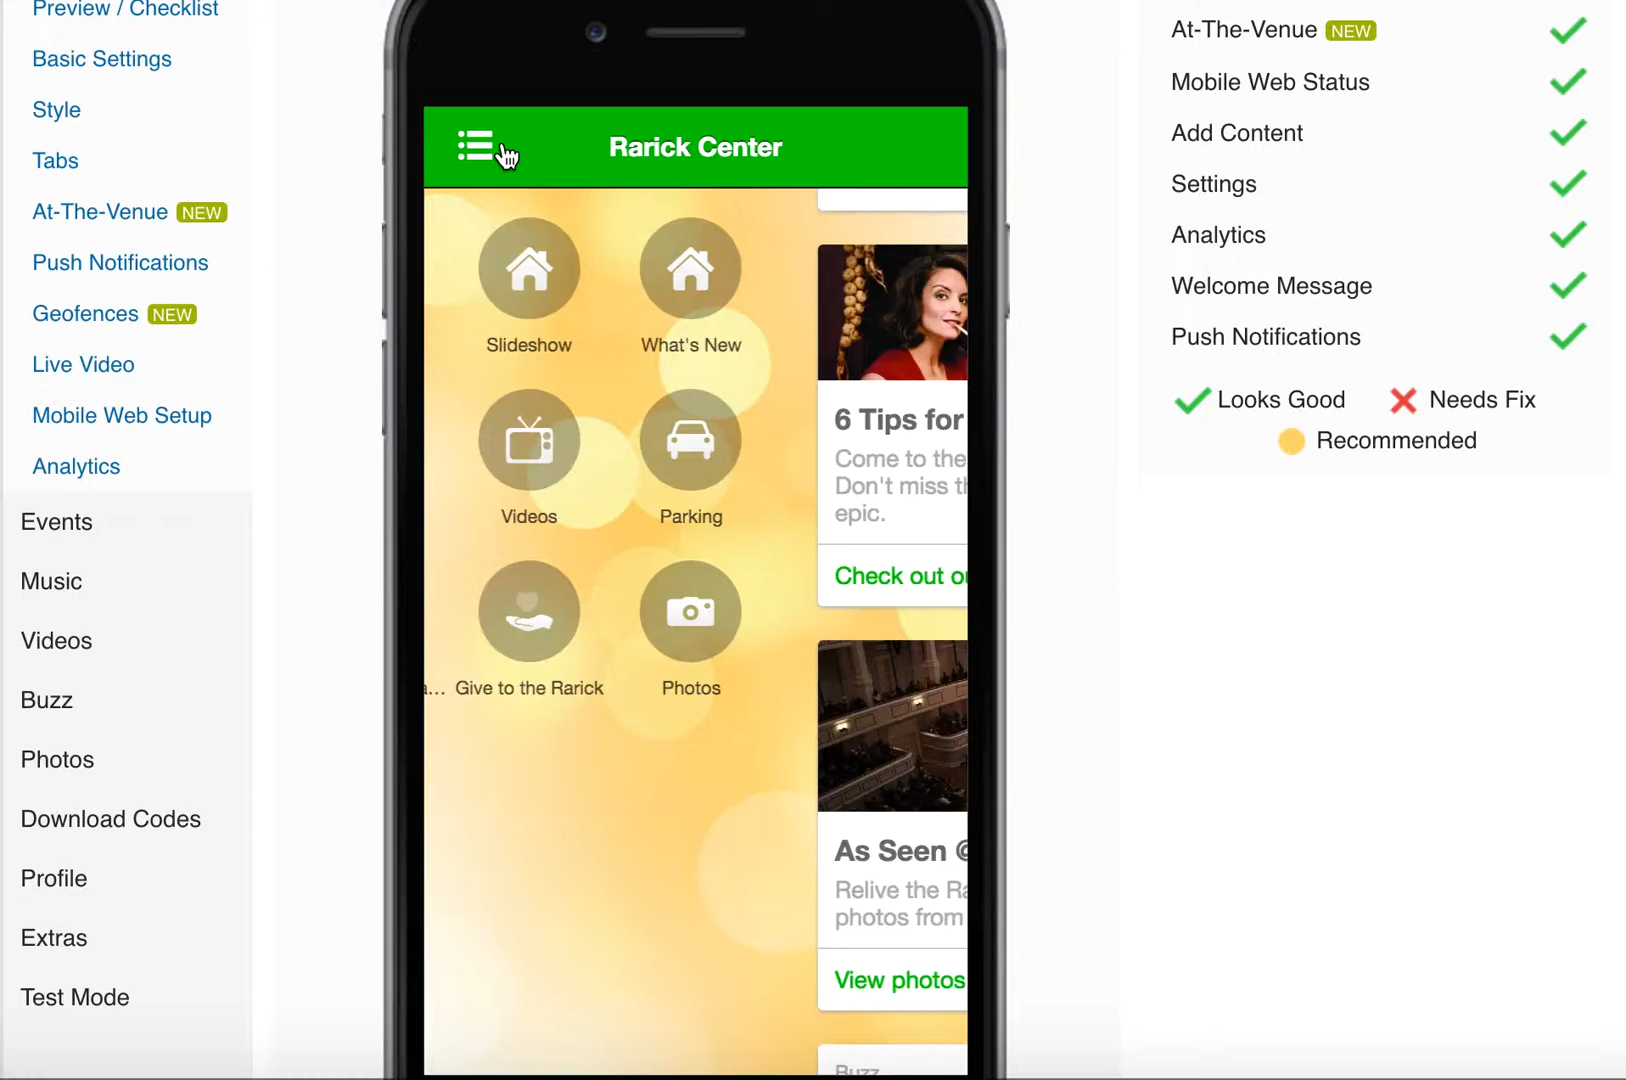 Preview / Checklist
Basic Settings
Style
Tabs
At-The-Venue NEW
Push Notifications
Geofences NEW
Live Video
Mobile Web Setup
Analytics
Events
Music
Videos
Buzz
Photos
Download Codes
Profile
Extras
Test Mode
Rarick Center
Slideshow
What's New
Videos
Parking
a... Give to the Rarick
Photos
6 Tips for
Come to the
Don't miss th
epic.
Check out ou
As Seen @
Relive the Ra
photos from
View photos
Buzz
At-The-Venue NEW
Mobile Web Status
Add Content
Settings
Analytics
Welcome Message
Push Notifications
Looks Good
Needs Fix
Recommended